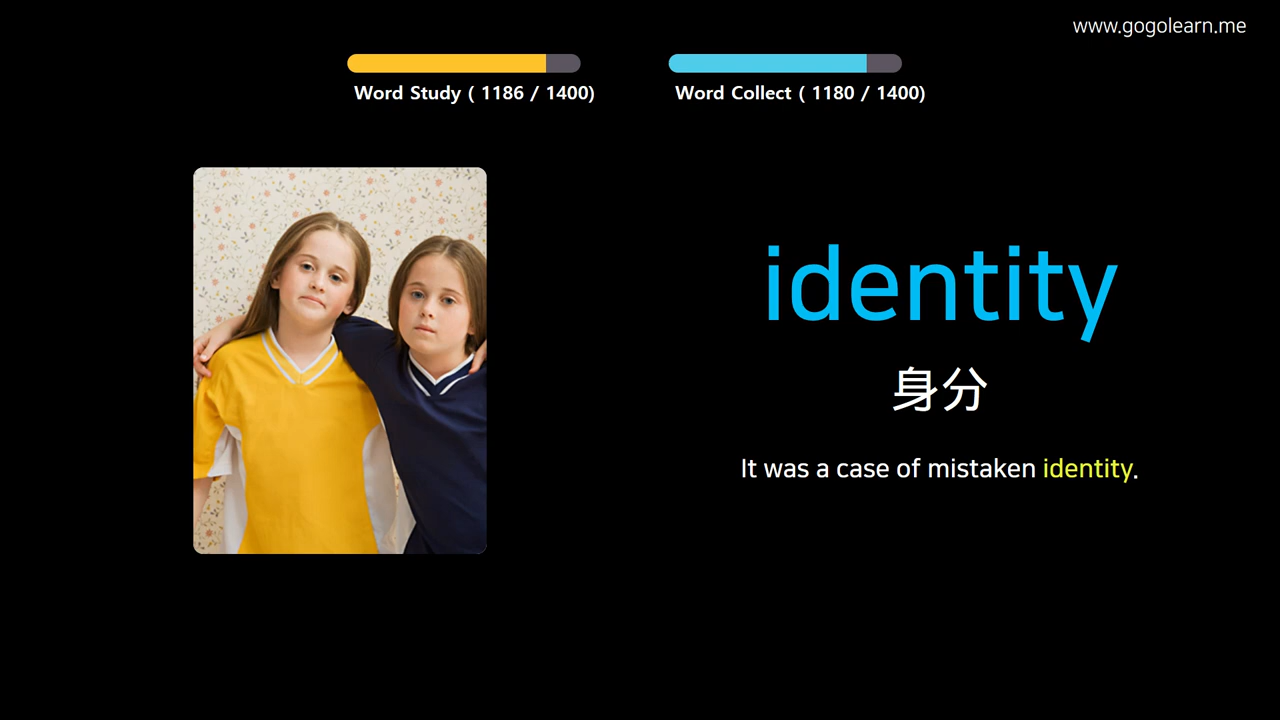 www.gogolearn.me
Word Study ( 1186 / 1400)
Word Collect ( 1180 / 1400)
identity
身分
It was a case of mistaken identity.